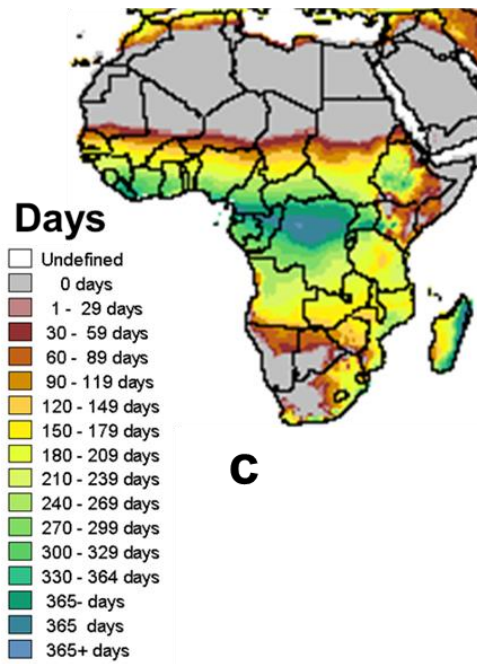 Days
Undefined
0 days
1 - 29 days
30 - 59 days
60 - 89 days
90 - 119 days
120 - 149 days
150 - 179 days
180 - 209 days
210 - 239 days
240 - 269 days
270 - 299 days
300 - 329 days
330 - 364 days
365- days
365 days
365+ days
C